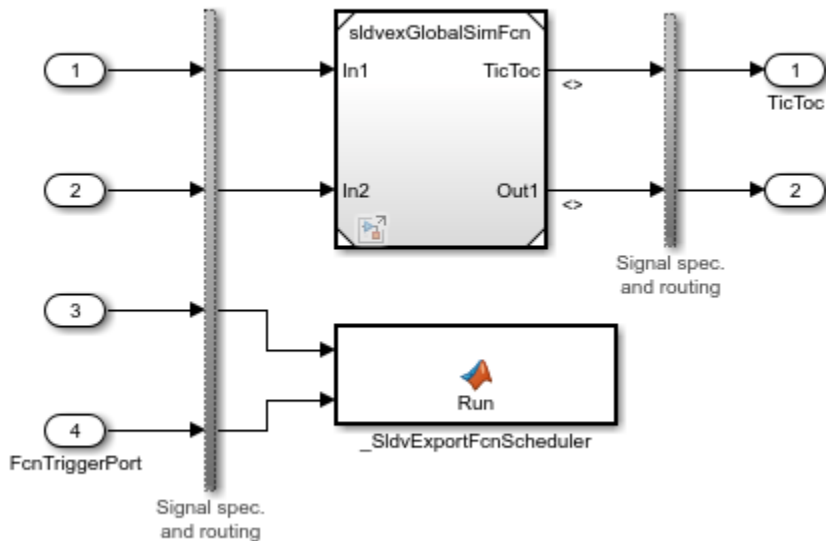 sldvexGlobalSimFcn
1
In1
TicToc
<>
1
TicToc
2
In2
Out1
<>
2
Signal spec.
and routing
3
Run
_SldvExportFcnScheduler
4
FcnTriggerPort
Signal spec.
and routing